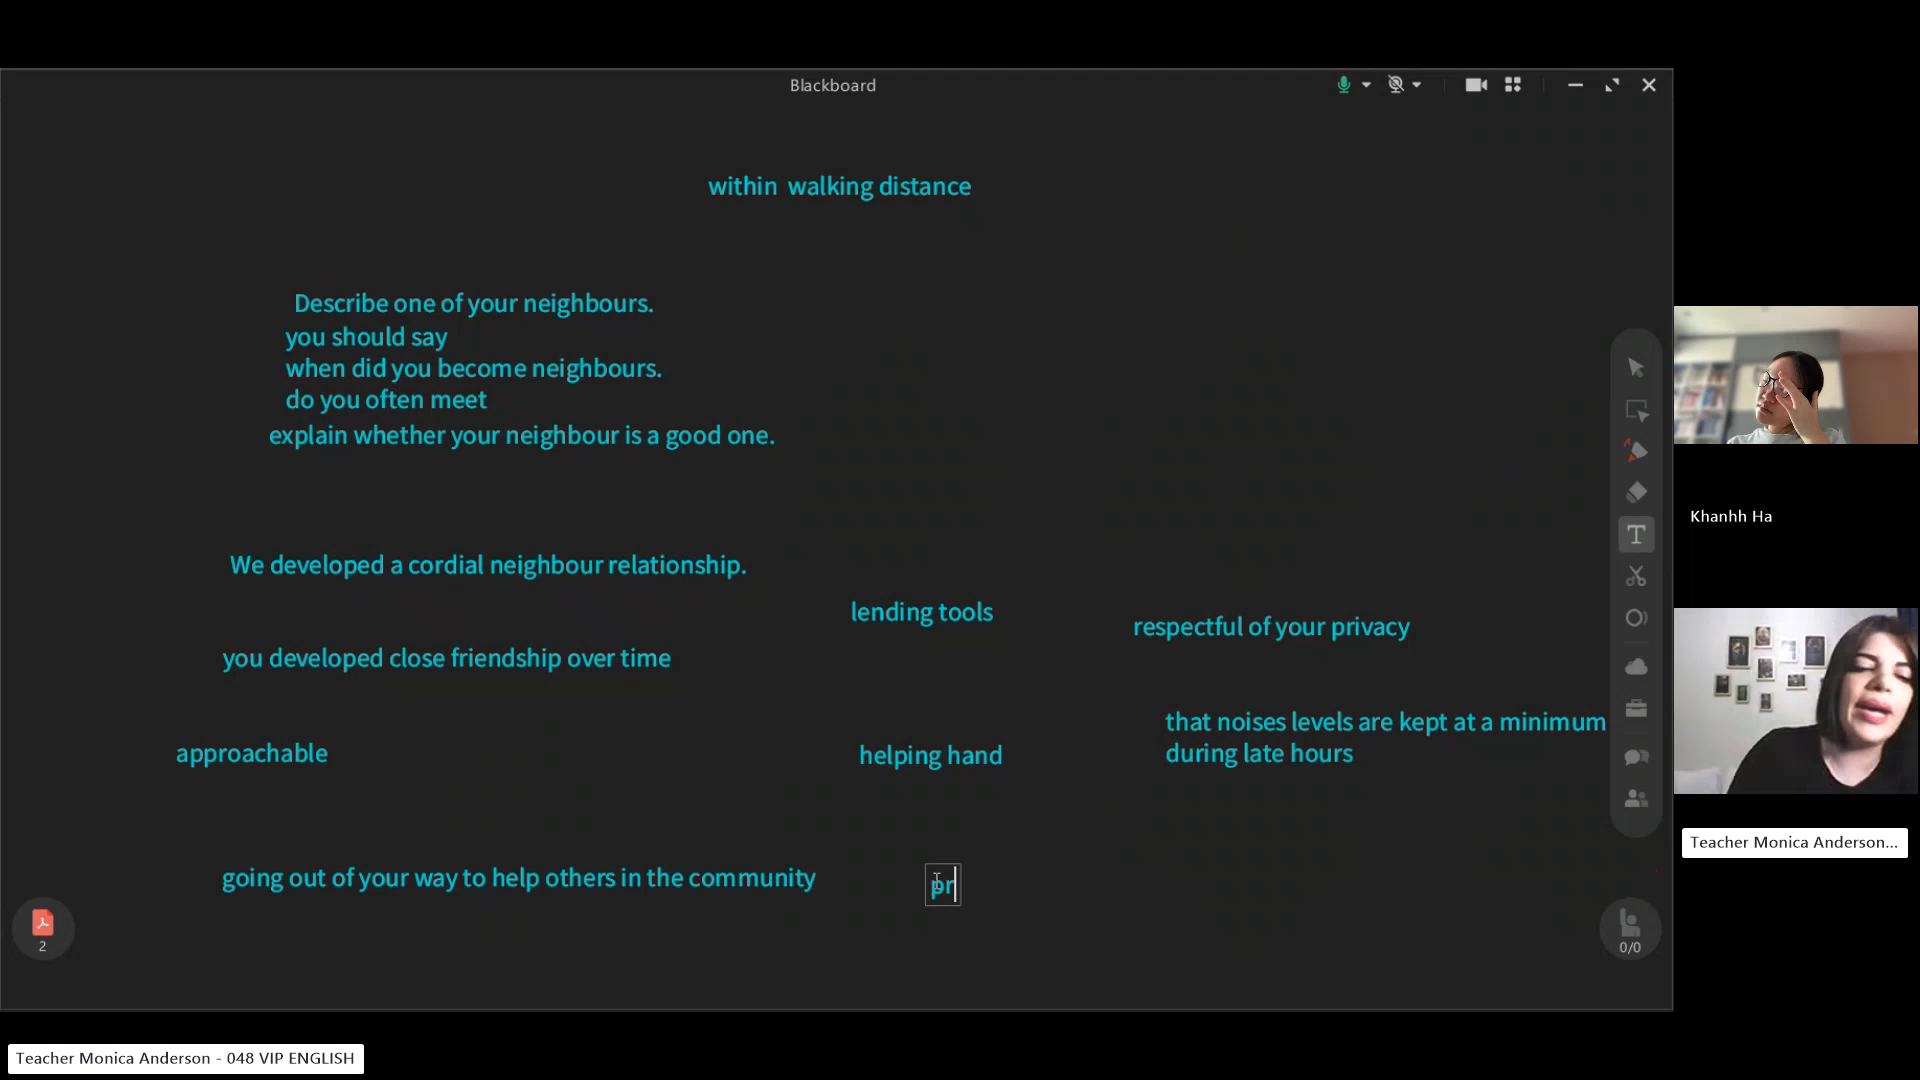 Blackboard
within  walking distance
Describe one of your neighbours.
you should say
when did you become neighbours.
do you often meet
explain whether your neighbour is a good one.
We developed a cordial neighbour relationship.
lending tools
respectful of your privacy
you developed close friendship over time
that noises levels are kept at a minimum
during late hours
approachable
helping hand
going out of your way to help others in the community
pr
2
0/0
Khanhh Ha
Teacher Monica Anderson...
Teacher Monica Anderson - 048 VIP ENGLISH